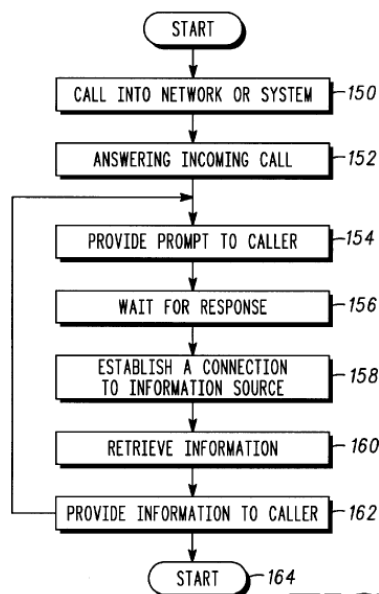 START
CALL INTO NETWORK OR SYSTEM 150
ANSWERING INCOMING CALL 152
PROVIDE PROMPT TO CALLER 154
WAIT FOR RESPONSE 156
ESTABLISH A CONNECTION
TO INFORMATION SOURCE 158
RETRIEVE INFORMATION 160
PROVIDE INFORMATION TO CALLER 162
START 164